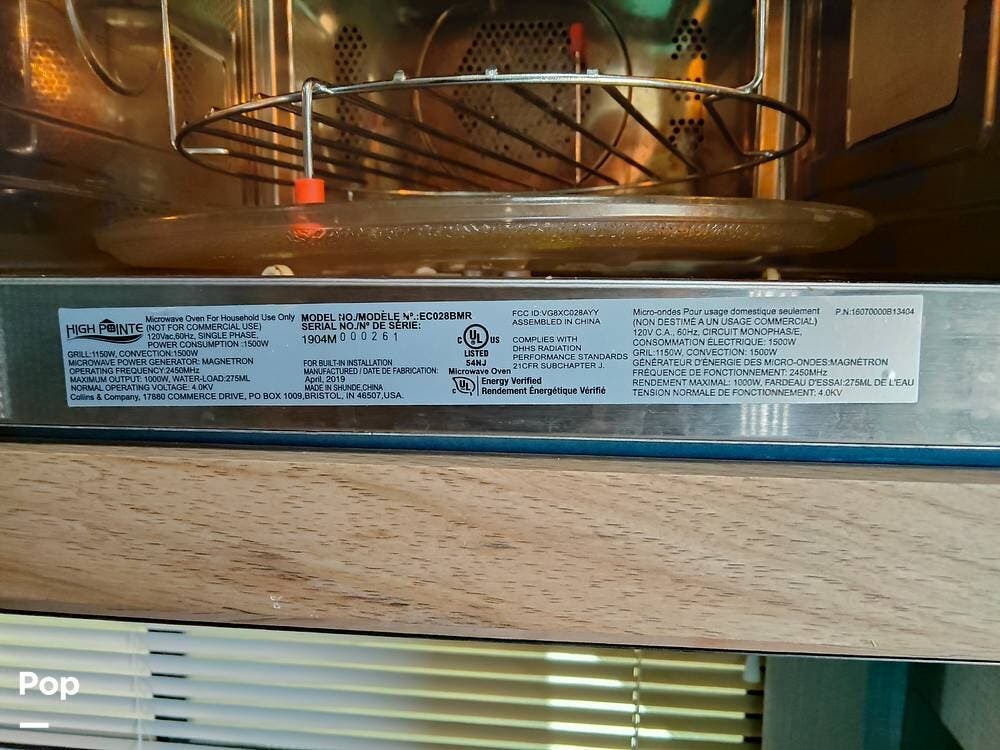 HIGH POINTE
Microwave Oven For Household Use Only
(NOT FOR COMMERCIAL USE)
120Vac,60Hz, SINGLE PHASE,
POWER CONSUMPTION :1500W
GRILL:1150W, CONVECTION:1500W
MICROWAVE POWER GENERATOR: MAGNETRON
OPERATING FREQUENCY:2450MHz
MAXIMUM OUTPUT: 1000W, WATER-LOAD:275ML
NORMAL OPERATING VOLTAGE: 4.0KV
Collins & Company, 17880 COMMERCE DRIVE, PO BOX 1009,BRISTOL, IN 46507,USA.
MODEL NO./MODÈLE Nº.:EC028BMR
SERIAL NO./Nº DE SÉRIE:
1904M000261
FOR BUILT-IN INSTALLATION
MANUFACTURED / DATE DE FABRICATION:
April, 2019
MADE IN SHUNDE,CHINA
C UL US
LISTED
54NJ
Microwave Oven
C UL
Energy Verified
Rendement Énergétique Vérifié
FCC ID:VG8XC028AYY
ASSEMBLED IN CHINA
COMPLIES WITH
DHHS RADIATION
PERFORMANCE STANDARDS
21CFR SUBCHAPTER J.
Micro-ondes Pour usage domestique seulement
(NON DESTIMÉ A UN USAGE COMMERCIAL)
120V C.A , 60Hz, CIRCUIT MONOPHASIE,
CONSOMMATION ÉLECTRIQUE: 1500W
GRIL:1150W, CONVECTION: 1500W
GÉNÉRATEUR D'ÉNERGIE DES MICRO-ONDES:MAGNÉTRON
FRÉQUENCE DE FONCTIONNEMENT: 2450MHz
RENDEMENT MAXIMAL: 1000W, FARDEAU D'ESSAI:275ML DE L'EAU
TENSION NORMALE DE FONCTIONNEMENT: 4.0KV
P.N:16070000B13404
Pop